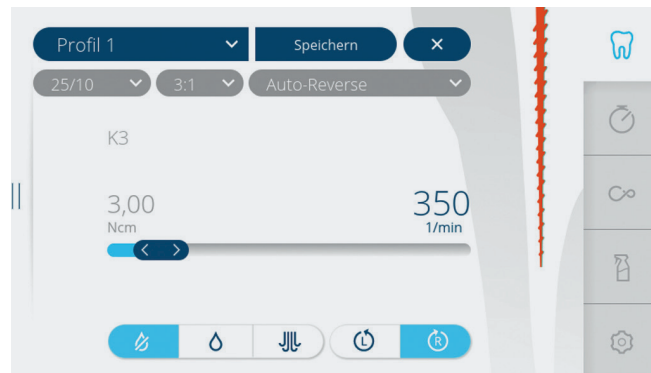 Profil 1 Speichern
25/10 3:1 Auto-Reverse
K3
3,00 350
Ncm 1/min
L R